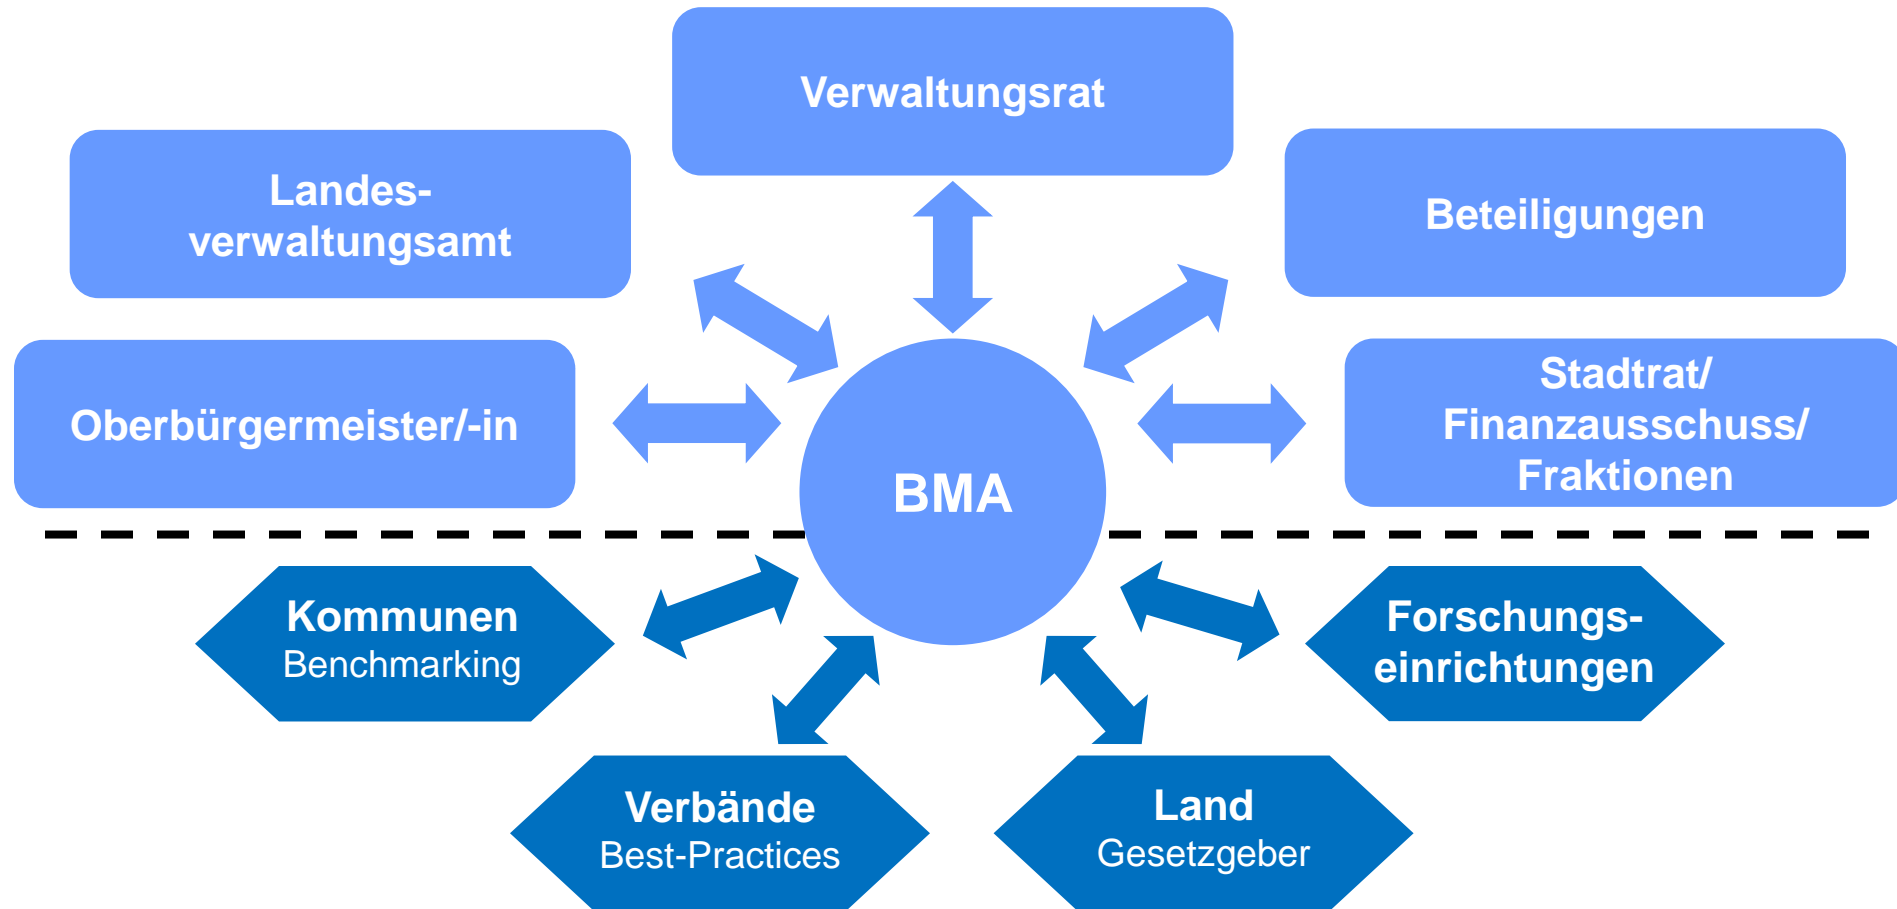 Verwaltungsrat
Landes-
verwaltungsamt
Beteiligungen
Oberbürgermeister/-in
Stadtrat/
Finanzausschuss/
Fraktionen
BMA
Kommunen
Benchmarking
Forschungs-
einrichtungen
Verbände
Best-Practices
Land
Gesetzgeber